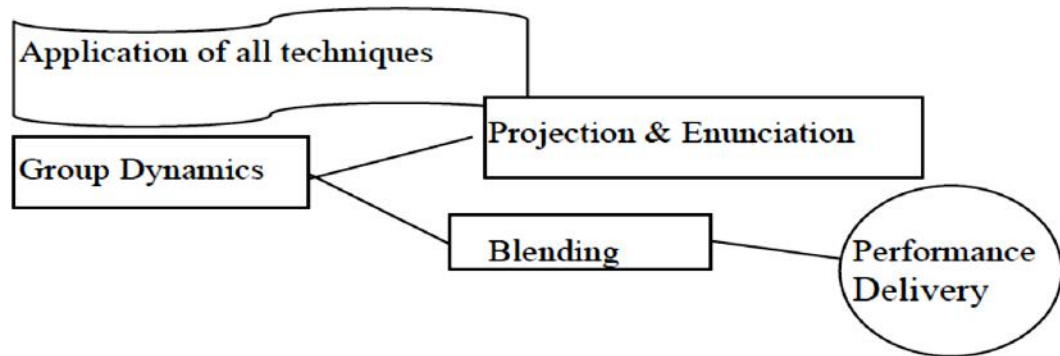 Application of all techniques
Projection & Enunciation
Group Dynamics
Blending
Performance
Delivery